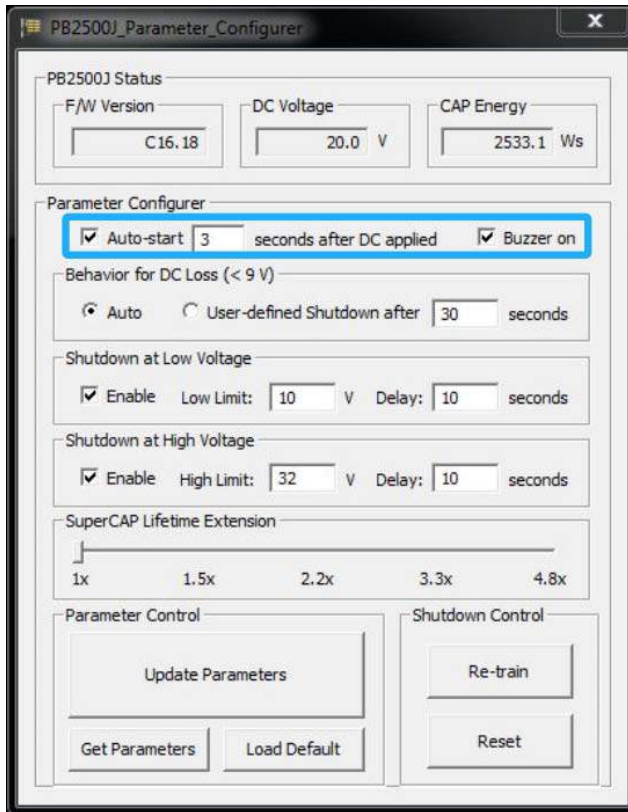 PB2500J_Parameter_Configurer
x
PB2500J Status
F/W Version DC Voltage CAP Energy
C16.18 20.0 V 2533.1 Ws
Parameter Configurer
Auto-start 3 seconds after DC applied Buzzer on
Behavior for DC Loss (< 9 V)
Auto User-defined Shutdown after 30 seconds
Shutdown at Low Voltage
Enable Low Limit: 10 V Delay: 10 seconds
Shutdown at High Voltage
Enable High Limit: 32 V Delay: 10 seconds
SuperCAP Lifetime Extension
1x 1.5x 2.2x 3.3x 4.8x
Parameter Control
Update Parameters
Get Parameters Load Default
Shutdown Control
Re-train
Reset